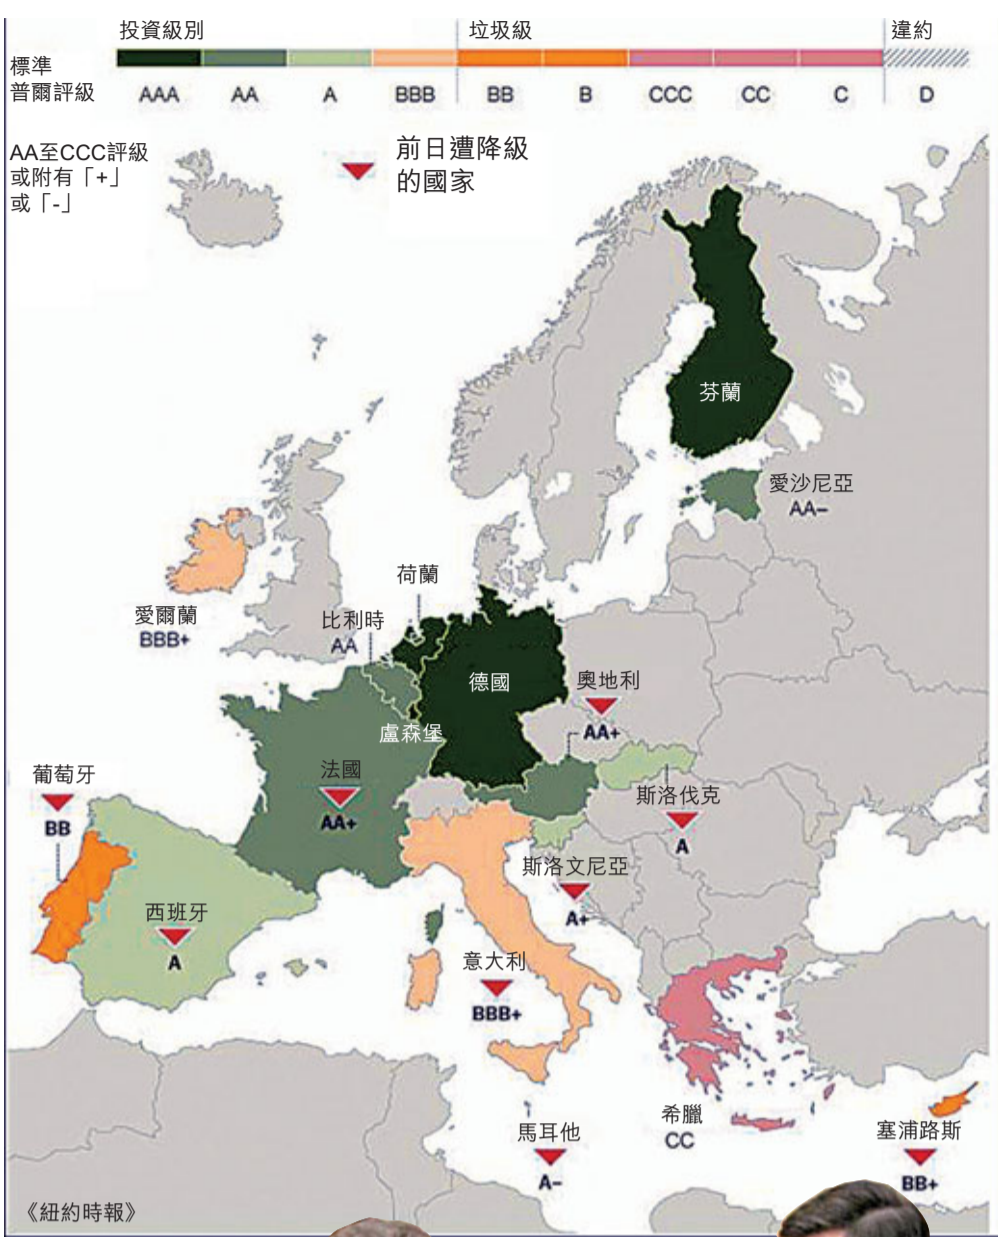 投資級別
垃圾級
違約
標準
普爾評級
AAA
AA
A
BBB
BB
B
CCC
CC
C
D
AA至CCC評級
或附有「+」
或「-」
前日遭降級
的國家
芬蘭
愛沙尼亞
AA-
荷蘭
愛爾蘭
BBB+
比利時
AA
德國
奧地利
AA+
盧森堡
法國
AA+
斯洛伐克
A
葡萄牙
BB
斯洛文尼亞
A+
西班牙
A
意大利
BBB+
希臘
CC
馬耳他
A-
塞浦路斯
BB+
《紐約時報》